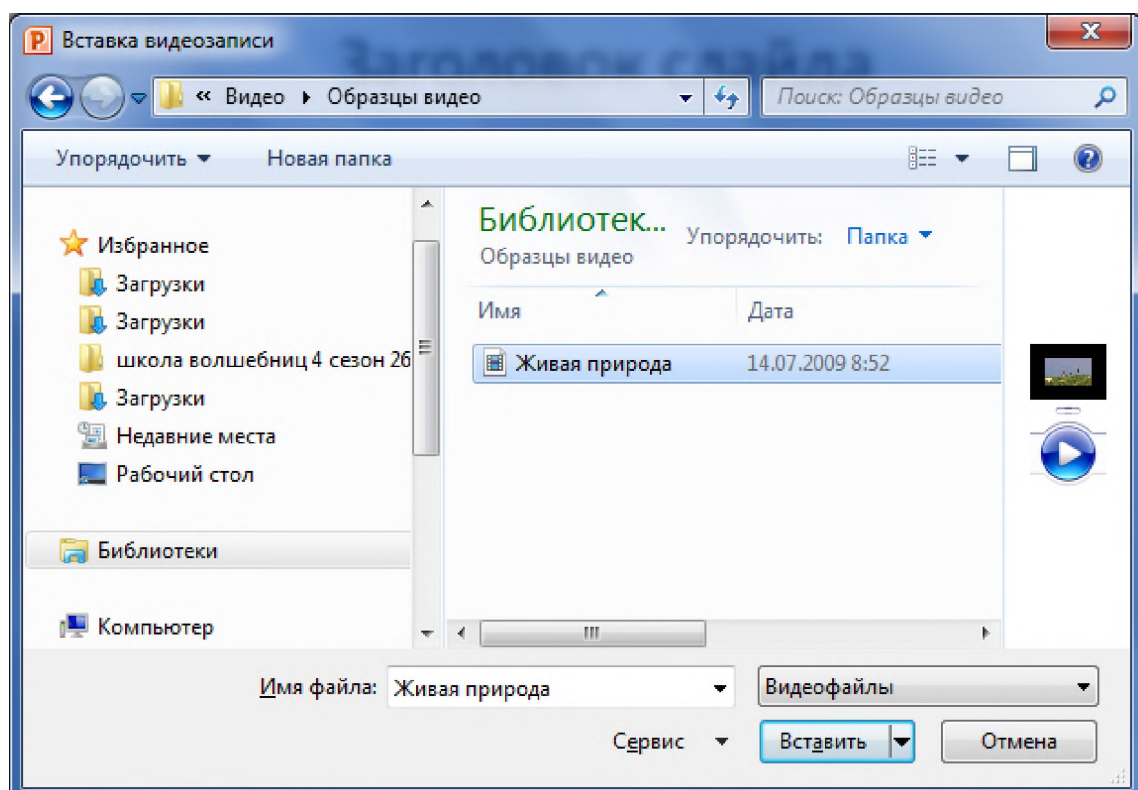 Вставка видеозаписи
Заголовок слайда
« Видео Образцы видео
Поиск: Образцы видео
Упорядочить
Новая папка
Избранное
Загрузки
Загрузки
школа волшебниц 4 сезон 26
Загрузки
Недавние места
Рабочий стол
Библиотеки
Компьютер
Библиотек...
Образцы видео
Упорядочить: Папка
Имя
Дата
Живая природа
14.07.2009 8:52
Имя файла: Живая природа
Видеофайлы
Сервис
Вставить
Отмена